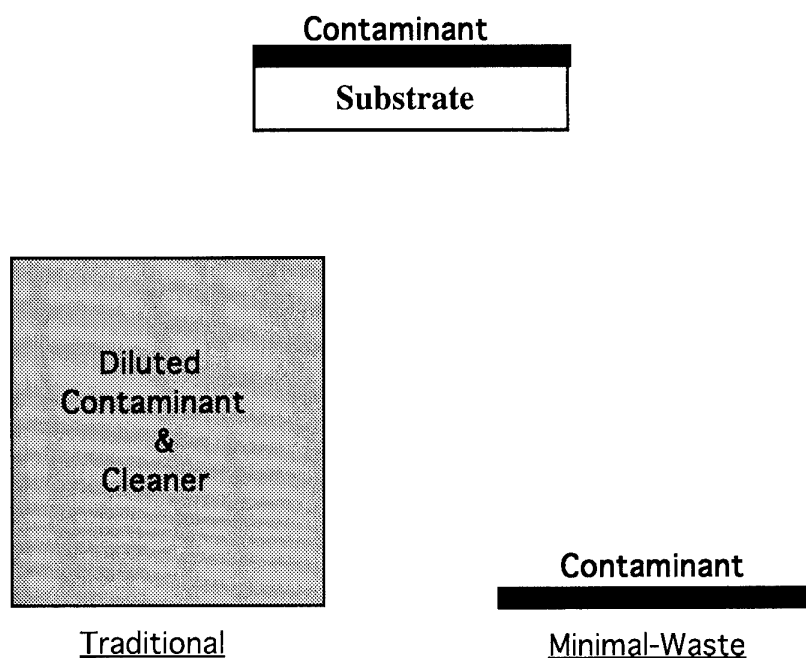 Contaminant
Substrate
Diluted
Contaminant
&
Cleaner
Contaminant
Traditional
Minimal-Waste